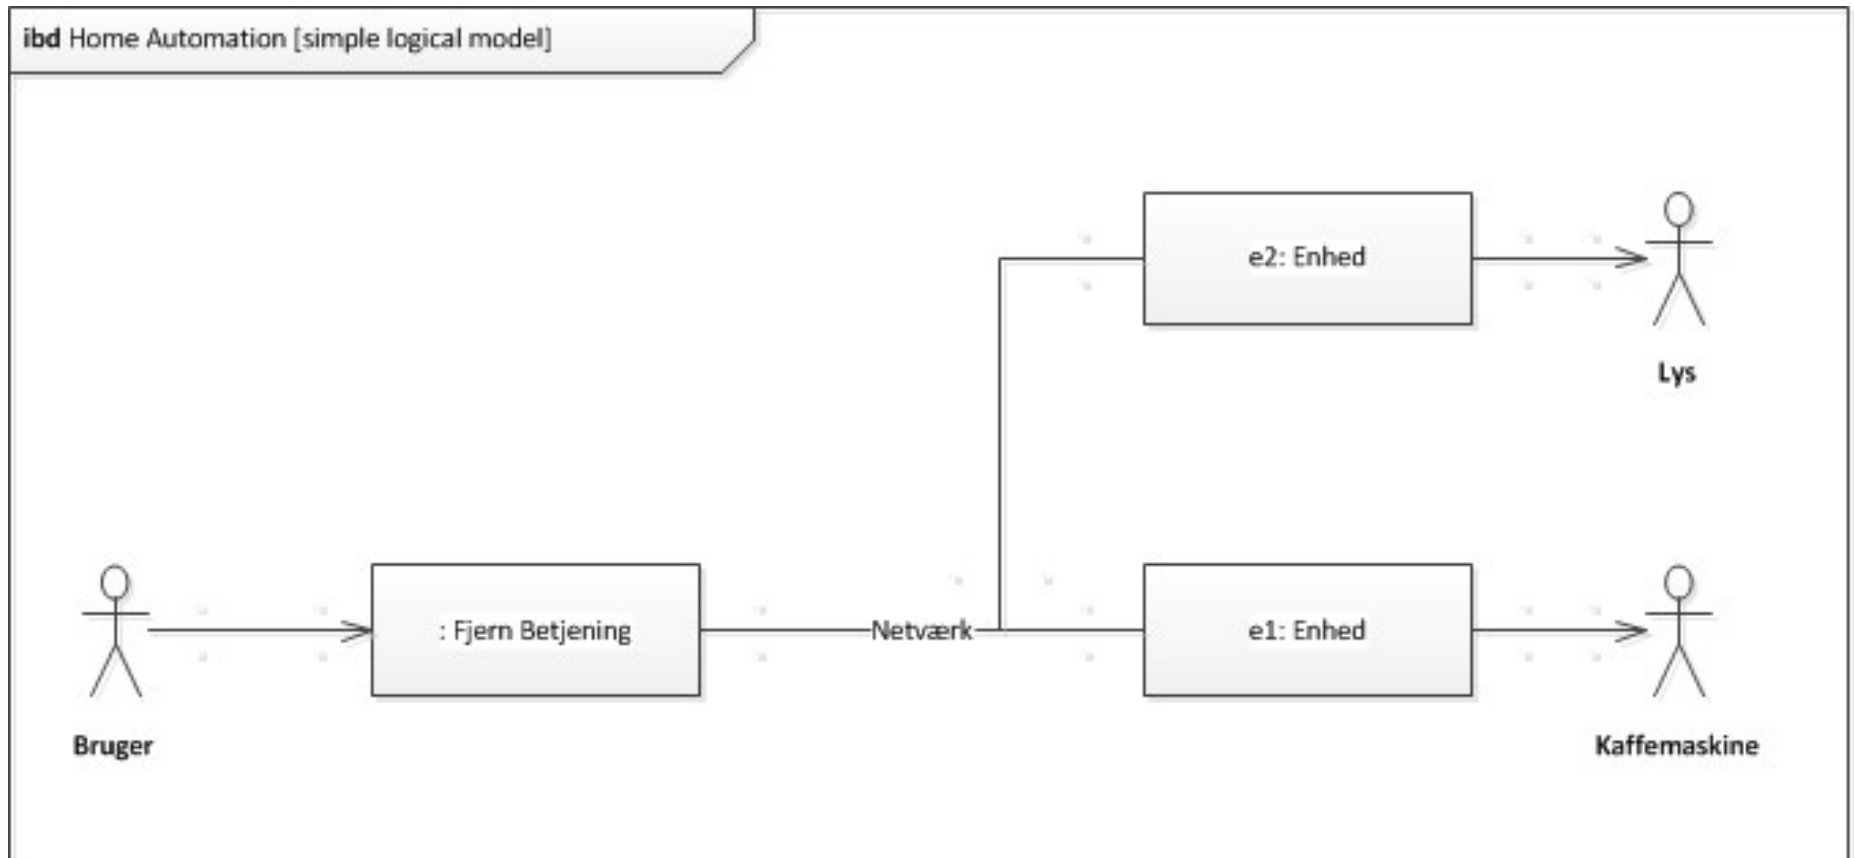 ibd Home Automation [simple logical model]
e2: Enhed
Lys
: Fjern Betjening
Netværk
e1: Enhed
Bruger
Kaffemaskine